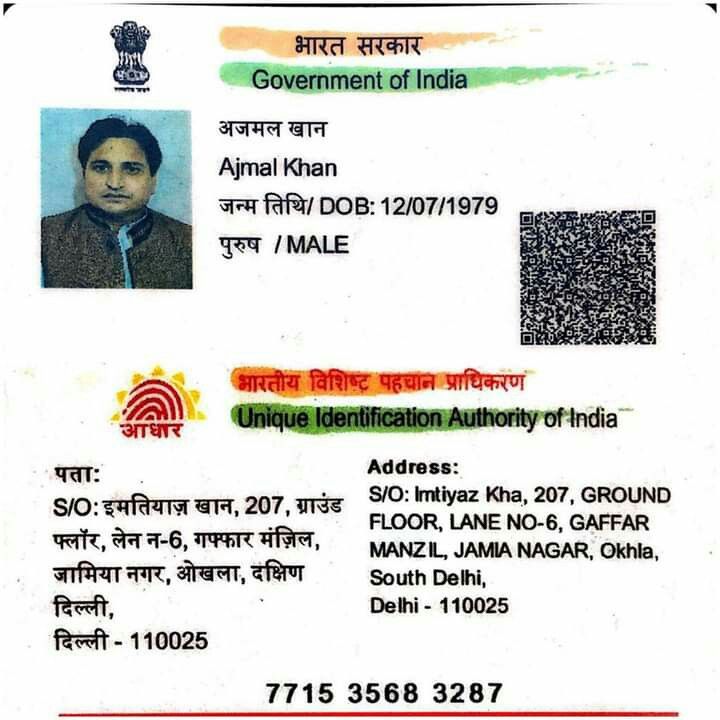 भारत सरकार
Government of India
अजमल खान
Ajmal Khan
जन्म तिथि/ DOB: 12/07/1979
पुरुष / MALE
भारतीय विशिष्ट पहचान प्राधिकरण
Unique Identification Authority of India
आधार
पता:
S/O: इमतियाज़ खान, 207, ग्राउंड
फ्लॉर, लेन न-6, गफ्फार मंज़िल,
जामिया नगर, ओखला, दक्षिण
दिल्ली,
दिल्ली - 110025
Address:
S/O: Imtiyaz Kha, 207, GROUND
FLOOR, LANE NO-6, GAFFAR
MANZIL, JAMIA NAGAR, Okhla,
South Delhi,
Delhi - 110025
7715 3568 3287